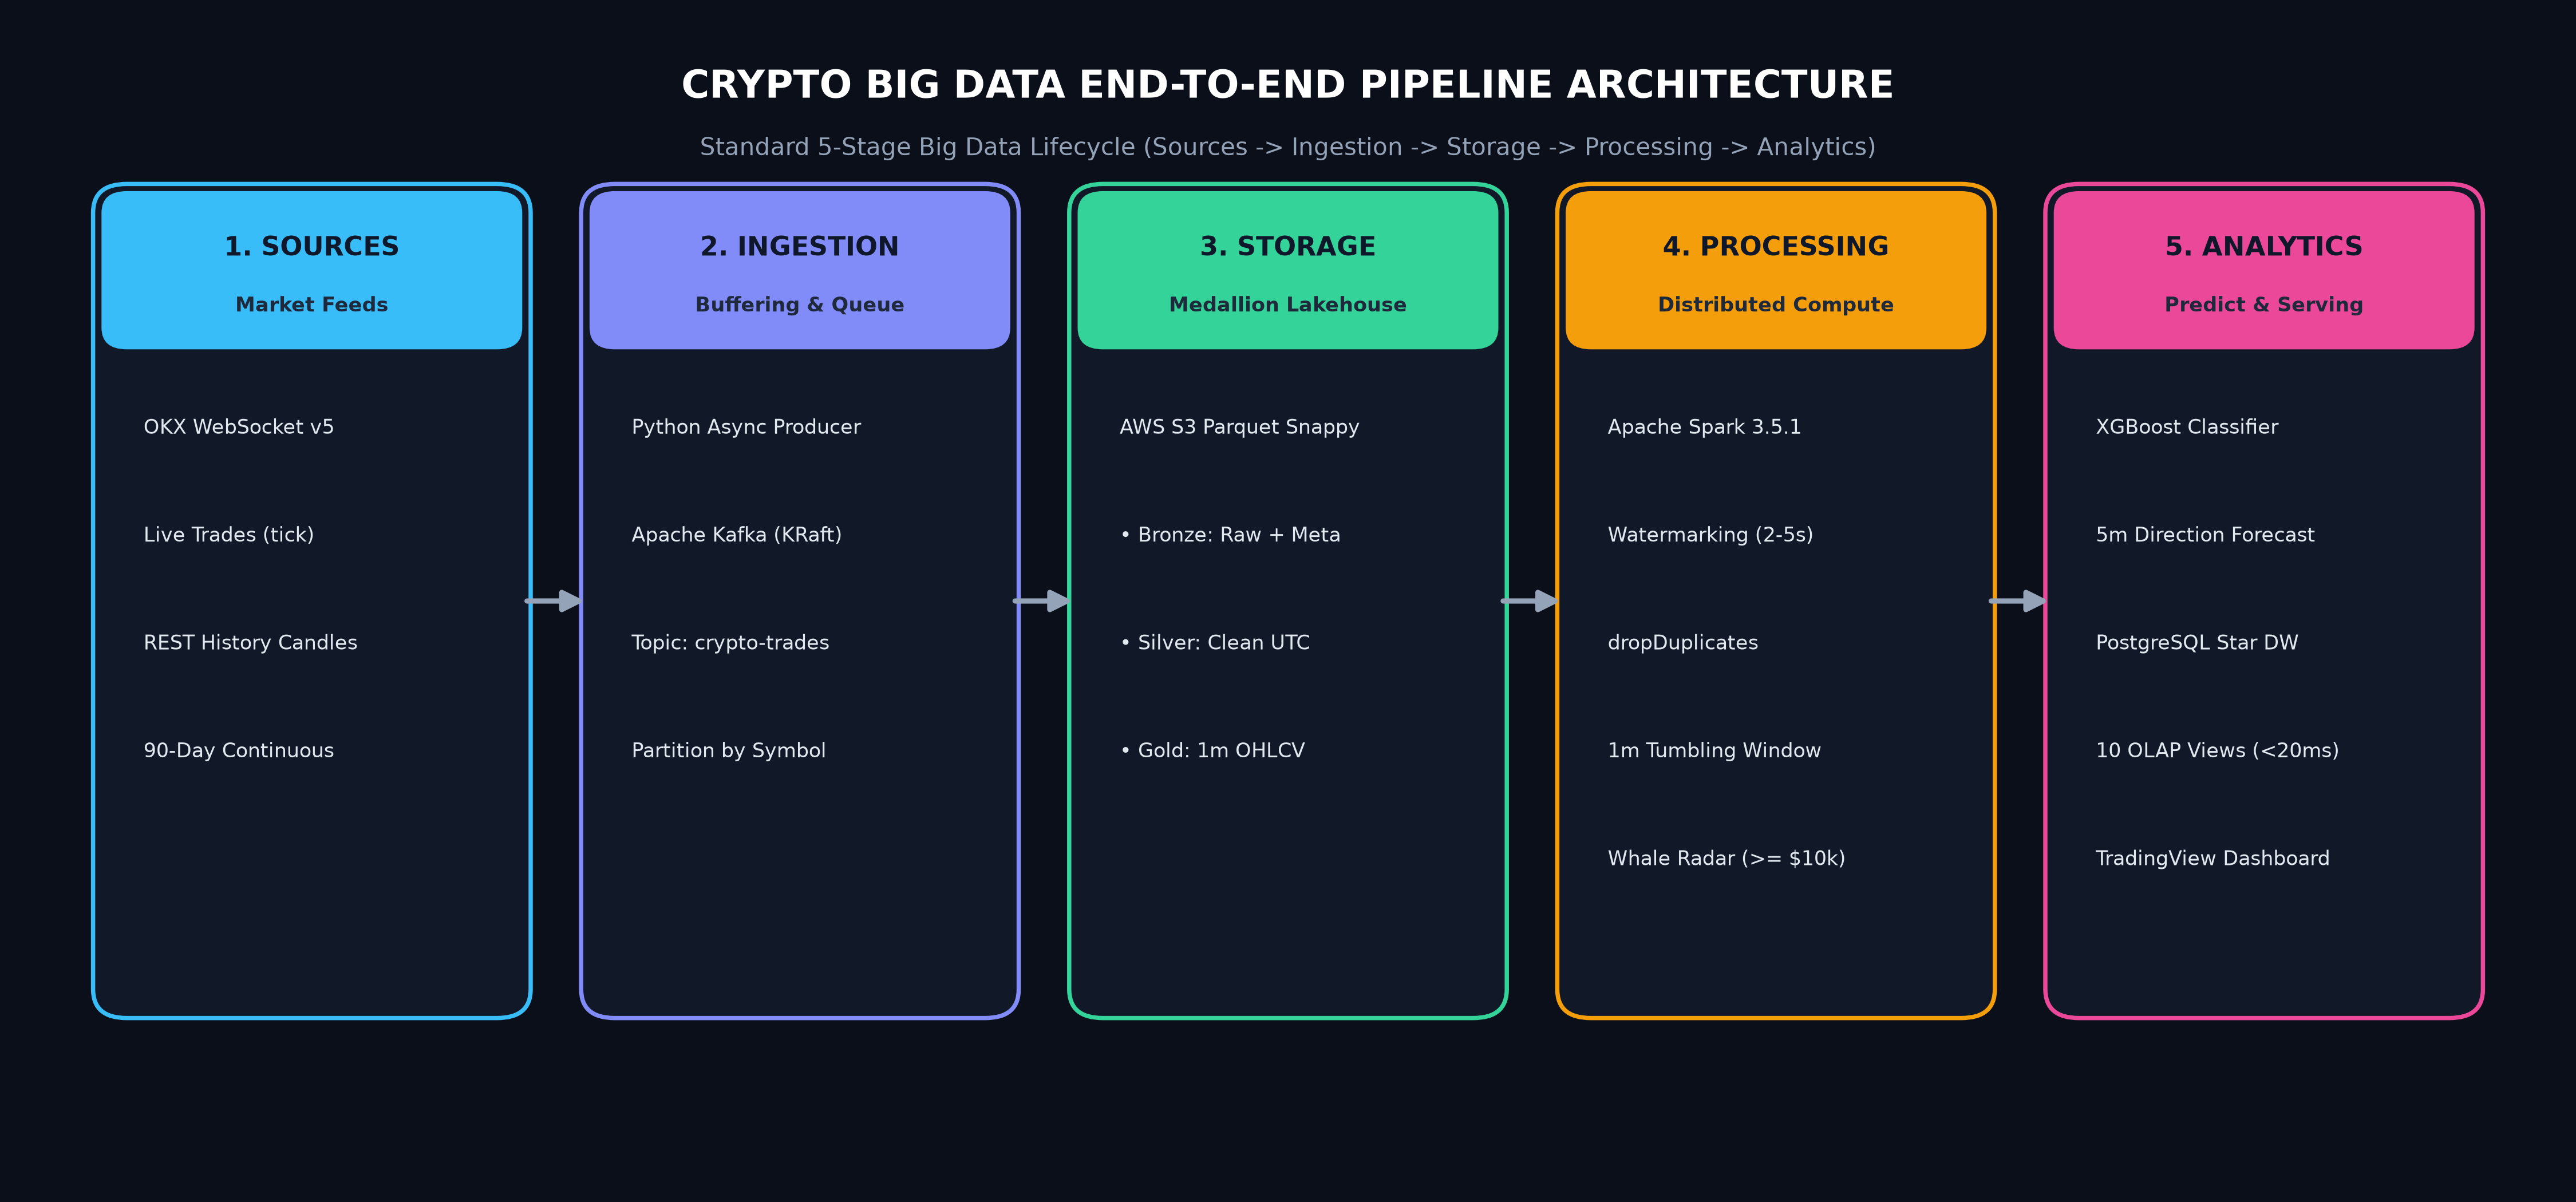 CRYPTO BIG DATA END-TO-END PIPELINE ARCHITECTURE
Standard 5-Stage Big Data Lifecycle (Sources -> Ingestion -> Storage -> Processing -> Analytics)
1. SOURCES
Market Feeds
OKX WebSocket v5
Live Trades (tick)
REST History Candles
90-Day Continuous
2. INGESTION
Buffering & Queue
Python Async Producer
Apache Kafka (KRaft)
Topic: crypto-trades
Partition by Symbol
3. STORAGE
Medallion Lakehouse
AWS S3 Parquet Snappy
• Bronze: Raw + Meta
• Silver: Clean UTC
• Gold: 1m OHLCV
4. PROCESSING
Distributed Compute
Apache Spark 3.5.1
Watermarking (2-5s)
dropDuplicates
1m Tumbling Window
Whale Radar (>= $10k)
5. ANALYTICS
Predict & Serving
XGBoost Classifier
5m Direction Forecast
PostgreSQL Star DW
10 OLAP Views (<20ms)
TradingView Dashboard